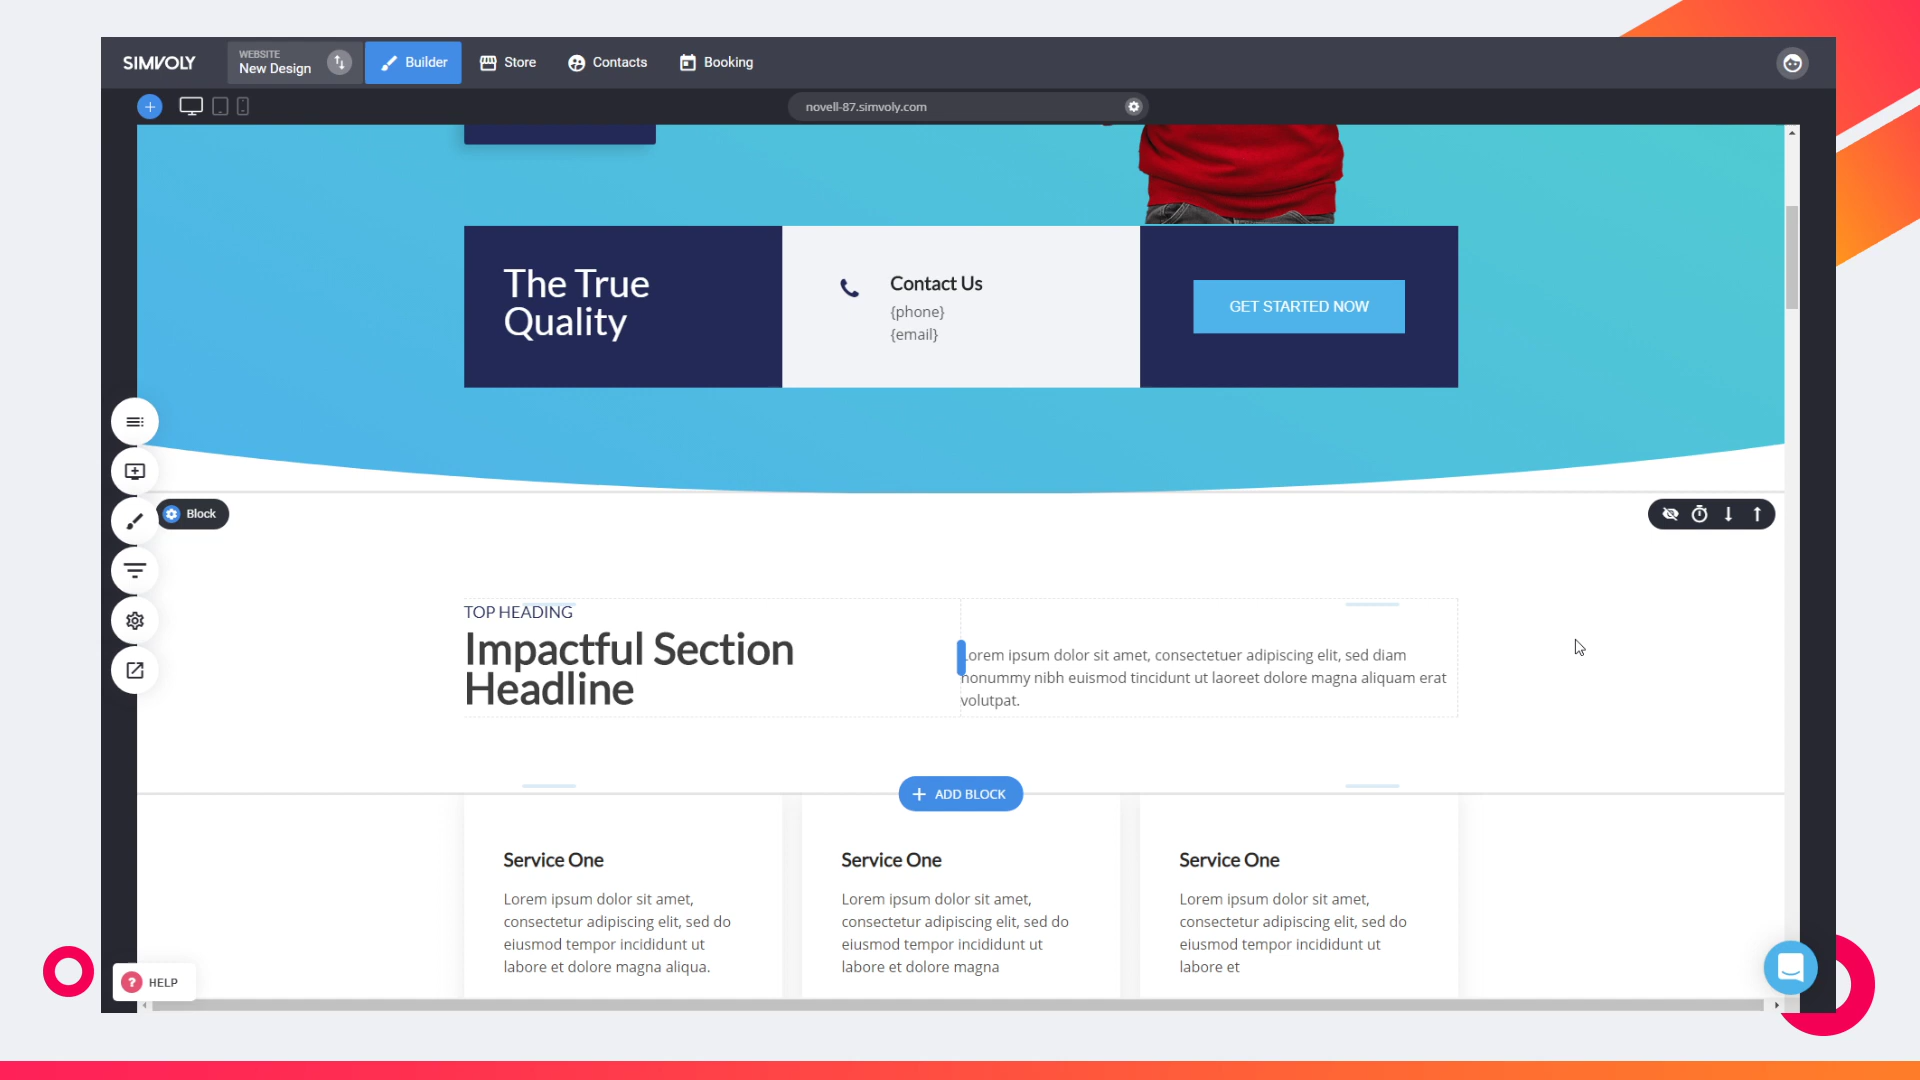 SIMVOLY
WEBSITE
New Design
Builder
Store
Contacts
Booking
novell-87.simvoly.com
The True
Quality
Contact Us
{phone}
{email}
GET STARTED NOW
Block
TOP HEADING
Impactful Section
Headline
Lorem ipsum dolor sit amet, consectetuer adipiscing elit, sed diam
nonummy nibh euismod tincidunt ut laoreet dolore magna aliquam erat
volutpat.
ADD BLOCK
Service One
Lorem ipsum dolor sit amet,
consectetur adipiscing elit, sed do
eiusmod tempor incididunt ut
labore et dolore magna aliqua.
Service One
Lorem ipsum dolor sit amet,
consectetur adipiscing elit, sed do
eiusmod tempor incididunt ut
labore et dolore magna
Service One
Lorem ipsum dolor sit amet,
consectetur adipiscing elit, sed do
eiusmod tempor incididunt ut
labore et
? HELP